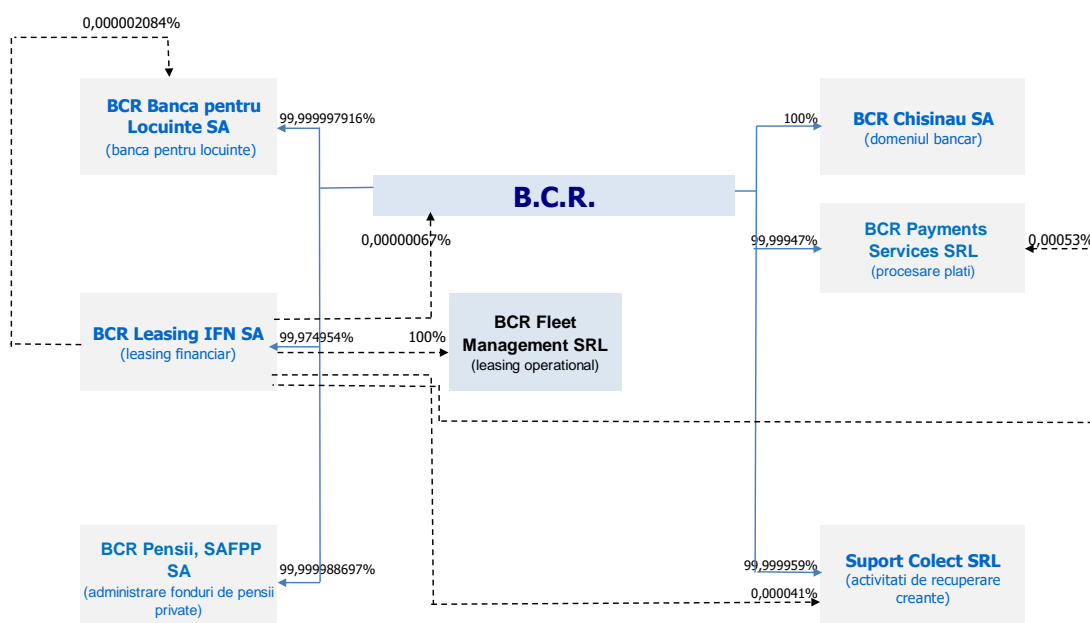 0,000002084%
BCR Banca pentru
Locuinte SA
(banca pentru locuinte)
99,999997916%
B.C.R.
100%
BCR Chisinau SA
(domeniul bancar)
99,99947%
BCR Payments
Services SRL
(procesare plati)
0,00053%
0,00000067%
BCR Leasing IFN SA
(leasing financiar)
99,974954%
100%
BCR Fleet
Management SRL
(leasing operational)
BCR Pensii, SAFPP
SA
(administrare fonduri de pensii
private)
99,999988697%
99,999959%
0,000041%
Suport Colect SRL
(activitati de recuperare
creante)